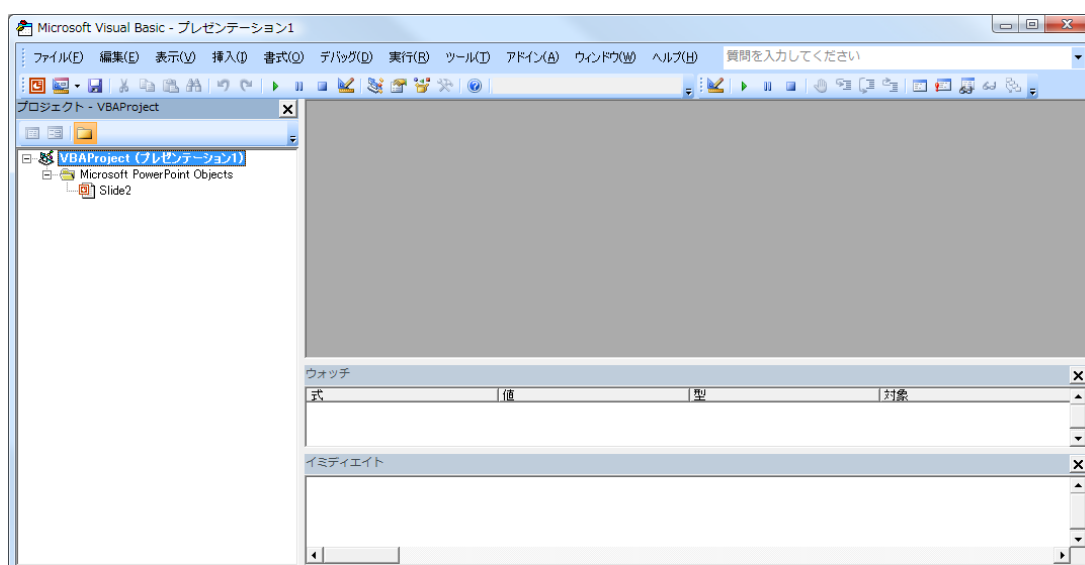 Microsoft Visual Basic - プレゼンテーション1
ファイル(F) 編集(E) 表示(V) 挿入(I) 書式(O) デバッグ(D) 実行(R) ツール(T) アドイン(A) ウィンドウ(W) ヘルプ(H) 質問を入力してください
プロジェクト - VBAProject
VBAProject (プレゼンテーション1)
Microsoft PowerPoint Objects
Slide2
ウォッチ
式 値 型 対象
イミディエイト